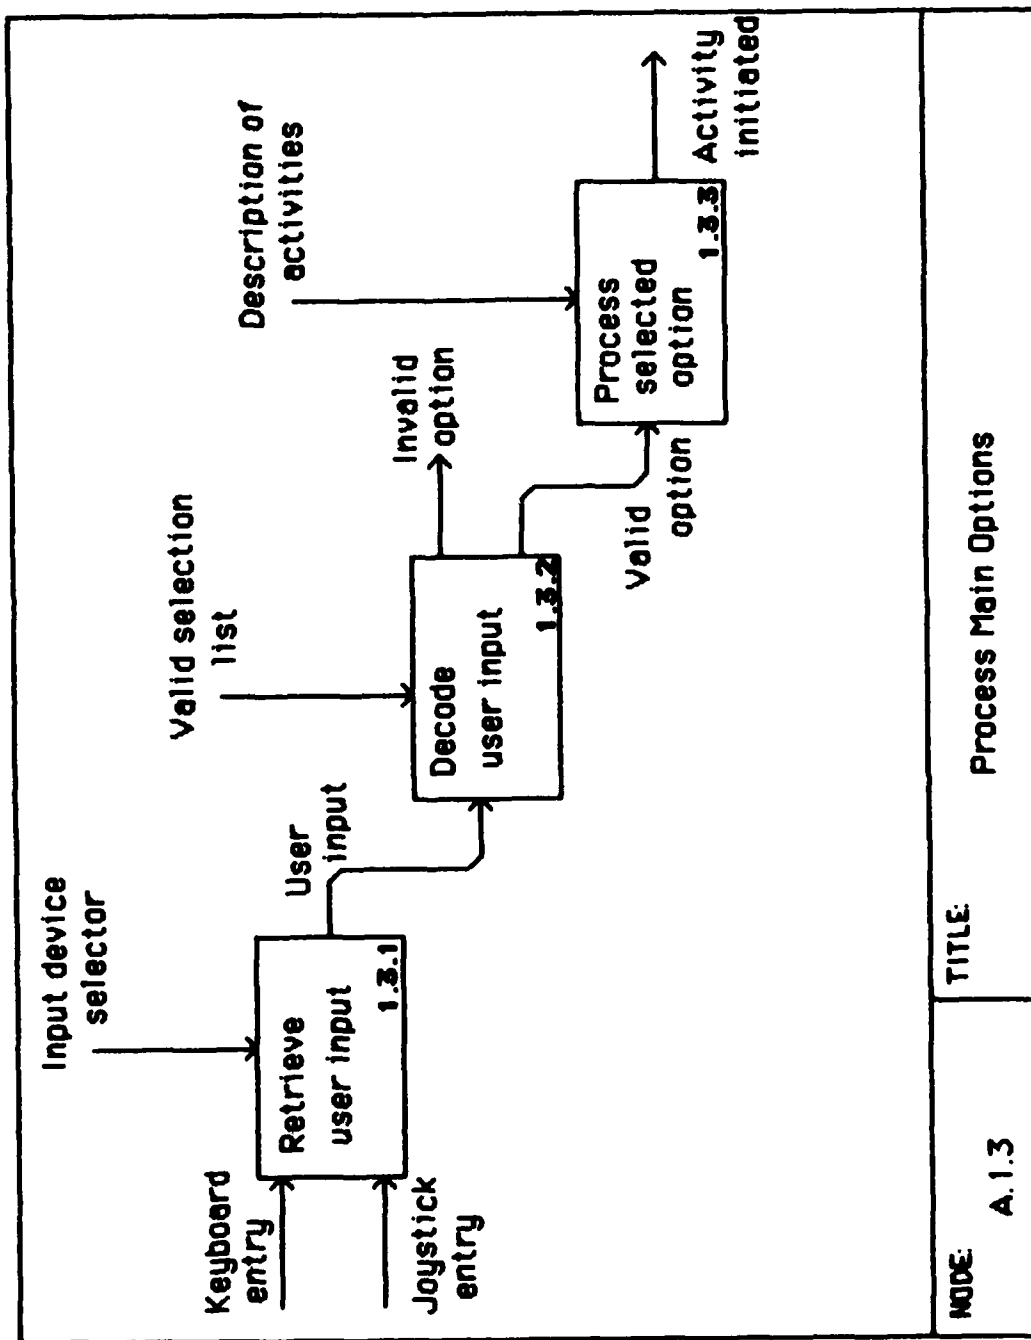 Input device
selector
Keyboard
entry
Joystick
entry
Retrieve
user input
1.3.1
User
input
Valid selection
list
Decode
user input
1.3.2
Invalid
option
Valid
option
Description of
activities
Process
selected
option
1.3.3
Activity
initiated
NODE:
A.1.3
TITLE:
Process Main Options